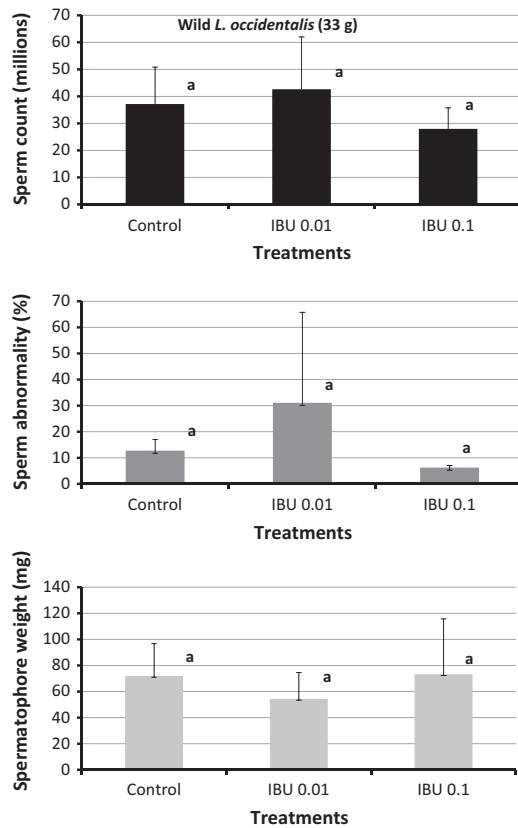 Wild L. occidentalis (33 g)
Sperm count (millions)
70
60
50
40
30
20
10
0
a
a
a
Control
IBU 0.01
IBU 0.1
Treatments
Sperm abnormality (%)
70
60
50
40
30
20
10
0
a
a
a
Control
IBU 0.01
IBU 0.1
Treatments
Spermatophore weight (mg)
140
120
100
80
60
40
20
0
a
a
a
Control
IBU 0.01
IBU 0.1
Treatments